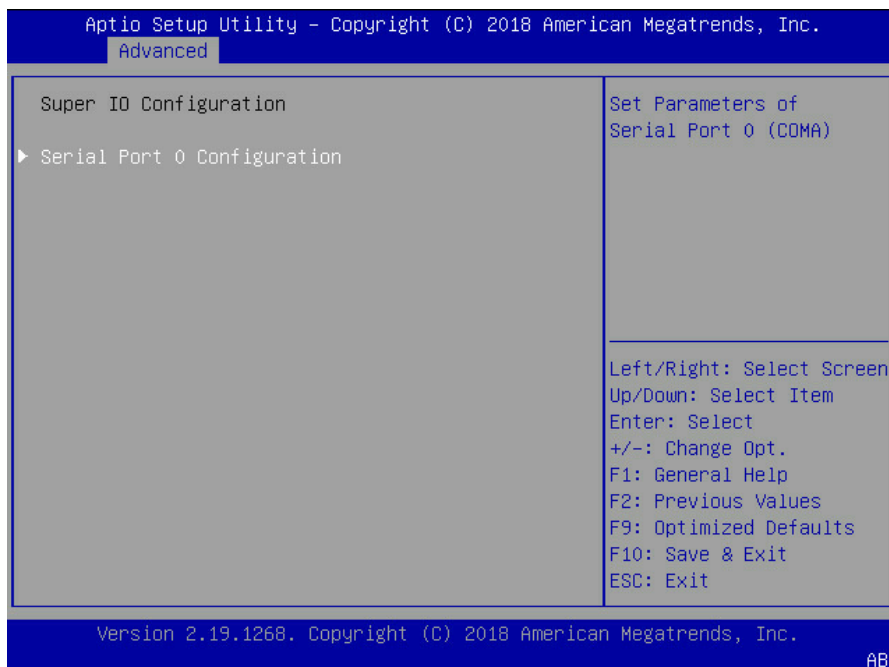 Aptio Setup Utility – Copyright (C) 2018 American Megatrends, Inc.
Advanced
Super IO Configuration
Serial Port 0 Configuration
Set Parameters of
Serial Port 0 (COMA)
Left/Right: Select Screen
Up/Down: Select Item
Enter: Select
+/-: Change Opt.
F1: General Help
F2: Previous Values
F9: Optimized Defaults
F10: Save & Exit
ESC: Exit
Version 2.19.1268. Copyright (C) 2018 American Megatrends, Inc.
AB